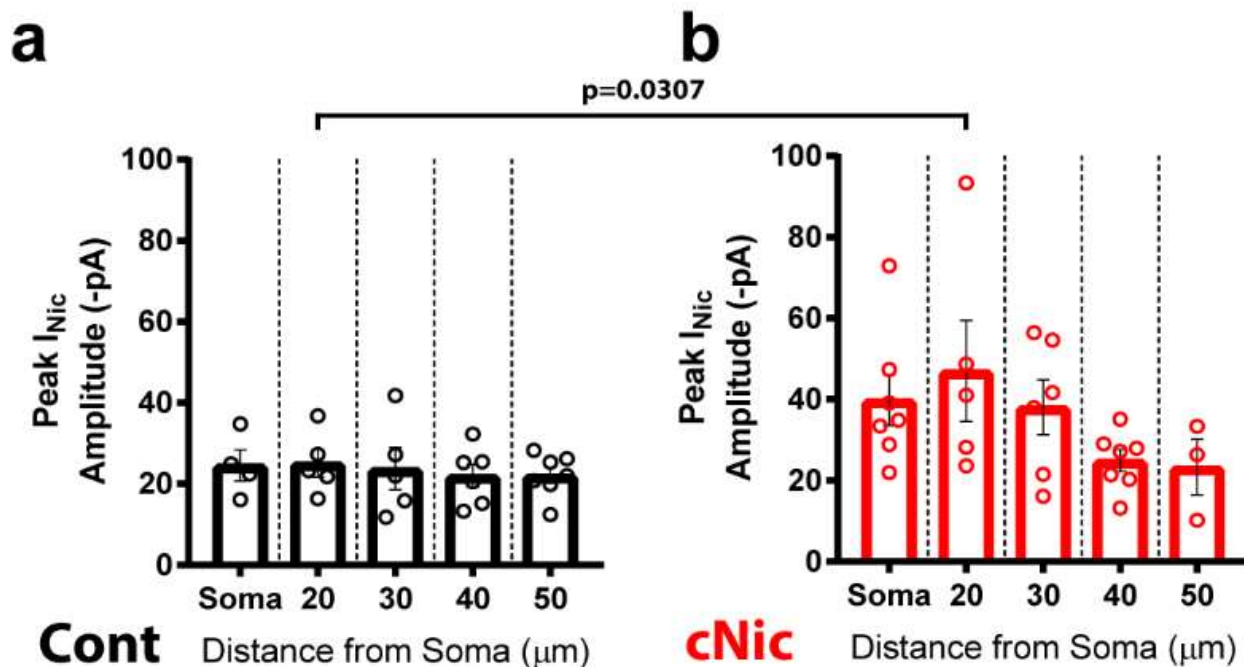 a
b
p=0.0307
Peak I_Nic
Amplitude (-pA)
100
80
60
40
20
0
Soma 20 30 40 50
Cont Distance from Soma (μm)
Peak I_Nic
Amplitude (-pA)
100
80
60
40
20
0
Soma 20 30 40 50
cNic Distance from Soma (μm)